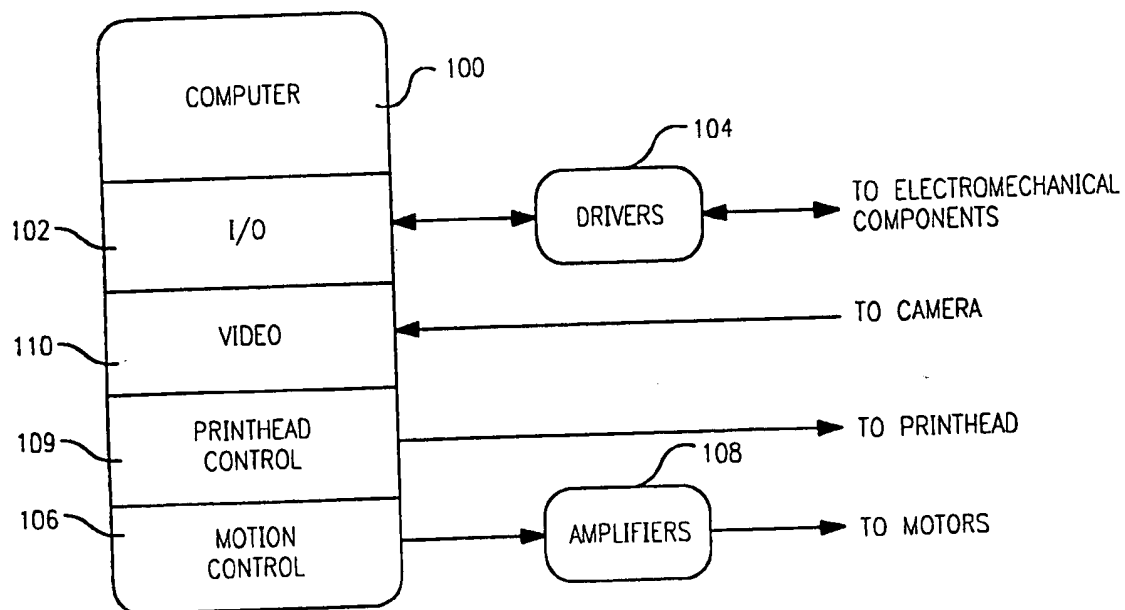 COMPUTER
100
104
I/O
102
DRIVERS
TO ELECTROMECHANICAL
COMPONENTS
VIDEO
110
TO CAMERA
PRINTHEAD
CONTROL
109
TO PRINTHEAD
108
MOTION
CONTROL
106
AMPLIFIERS
TO MOTORS